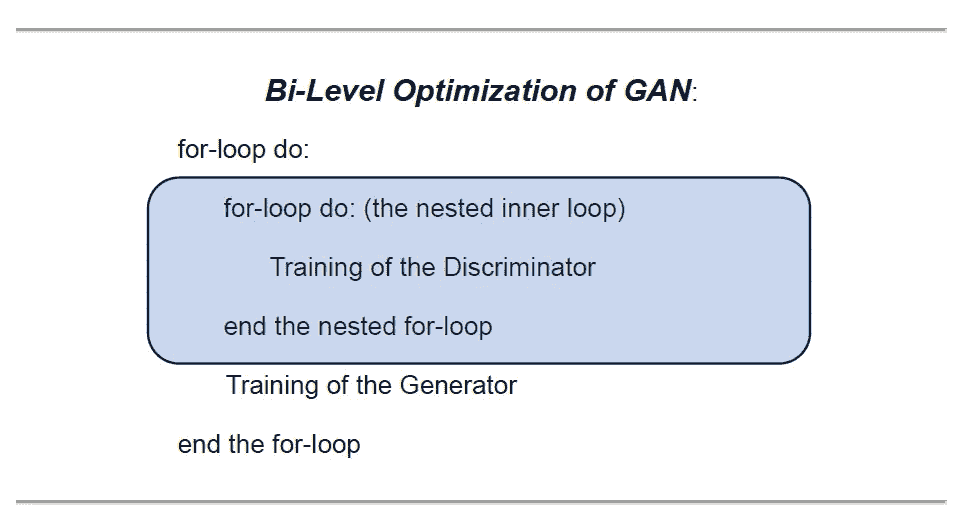 Bi-Level Optimization of GAN:
for-loop do:
for-loop do: (the nested inner loop)
Training of the Discriminator
end the nested for-loop
Training of the Generator
end the for-loop